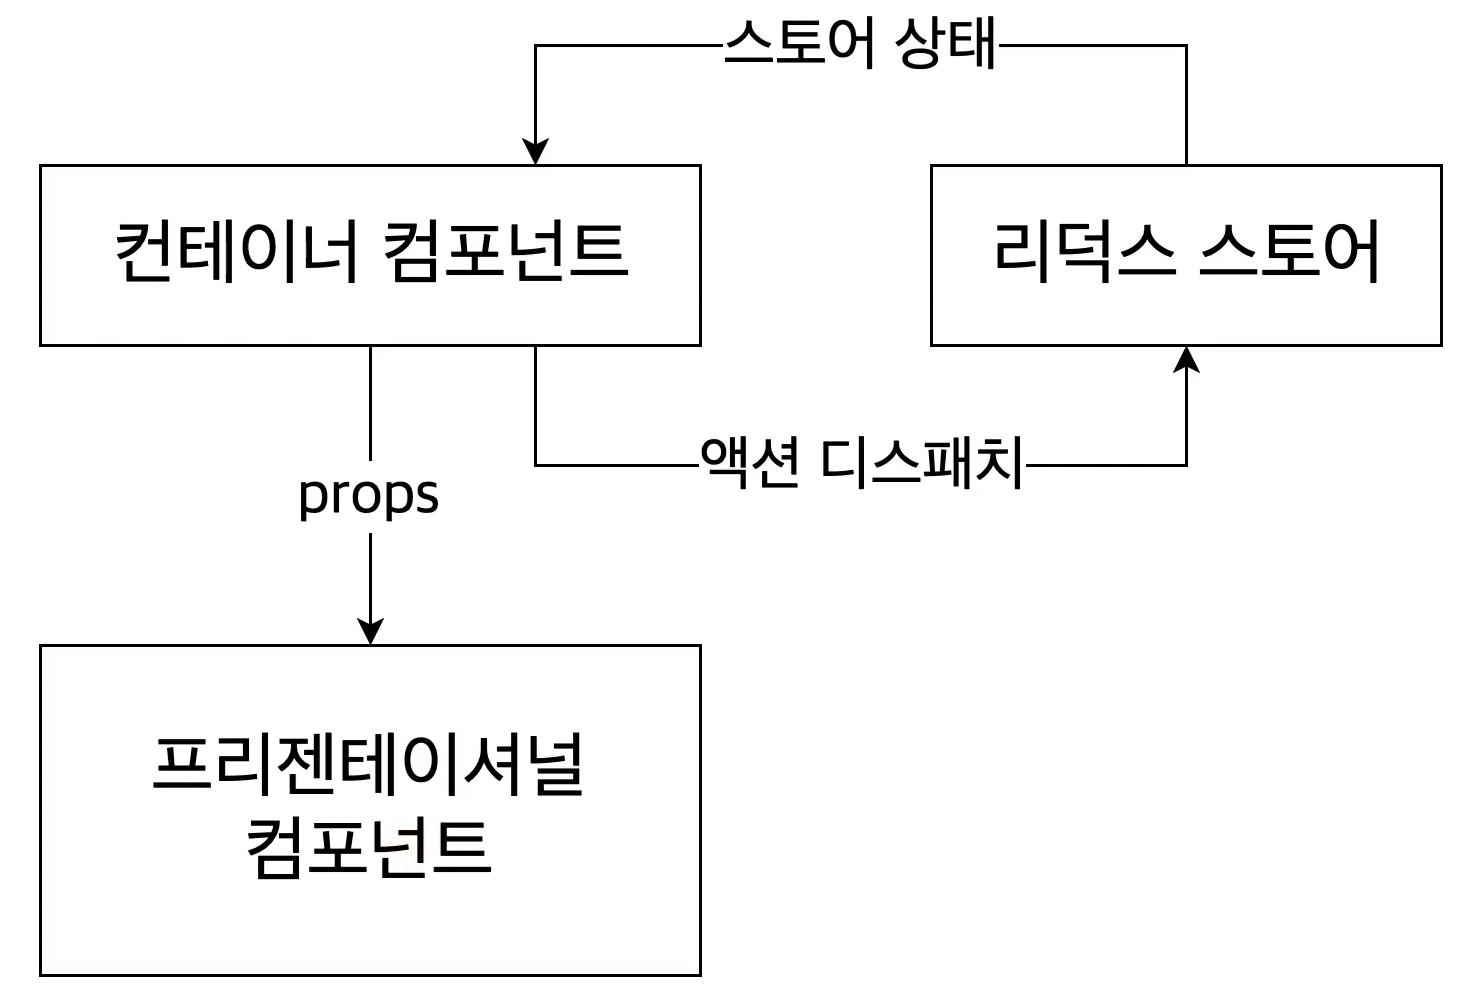 스토어 상태
컨테이너 컴포넌트
리덕스 스토어
액션 디스패치
props
프리젠테이셔널
컴포넌트